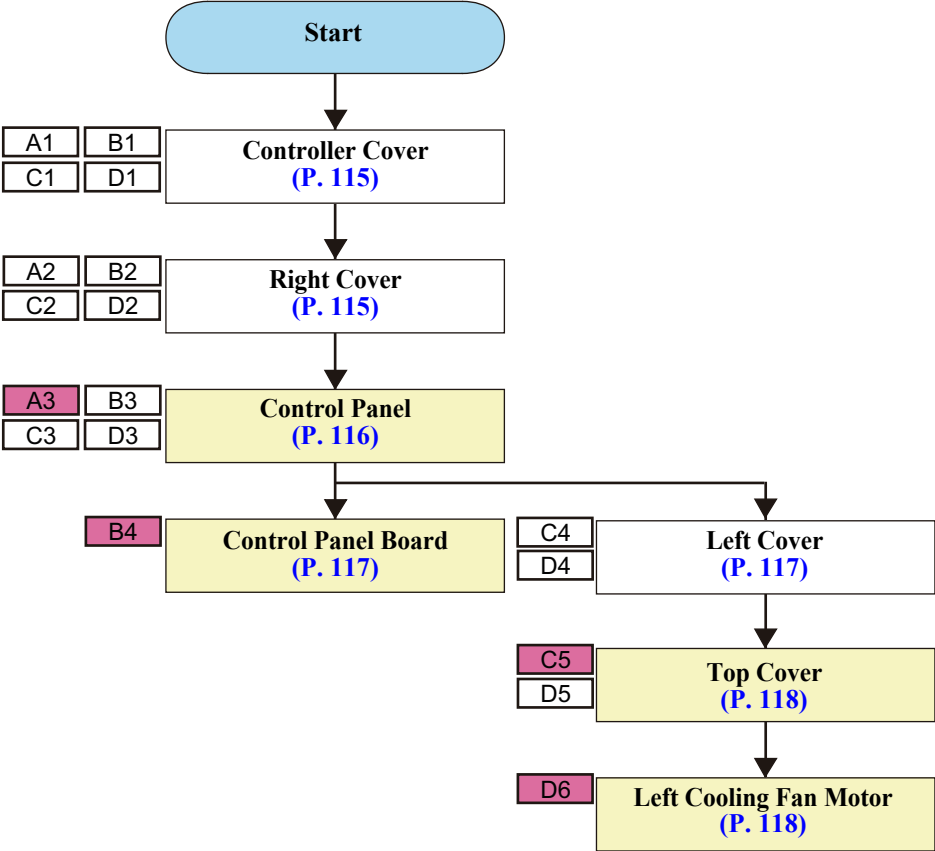 Start
A1 B1
C1 D1
Controller Cover
(P. 115)
A2 B2
C2 D2
Right Cover
(P. 115)
A3 B3
C3 D3
Control Panel
(P. 116)
B4
Control Panel Board
(P. 117)
C4
D4
Left Cover
(P. 117)
C5
D5
Top Cover
(P. 118)
D6
Left Cooling Fan Motor
(P. 118)